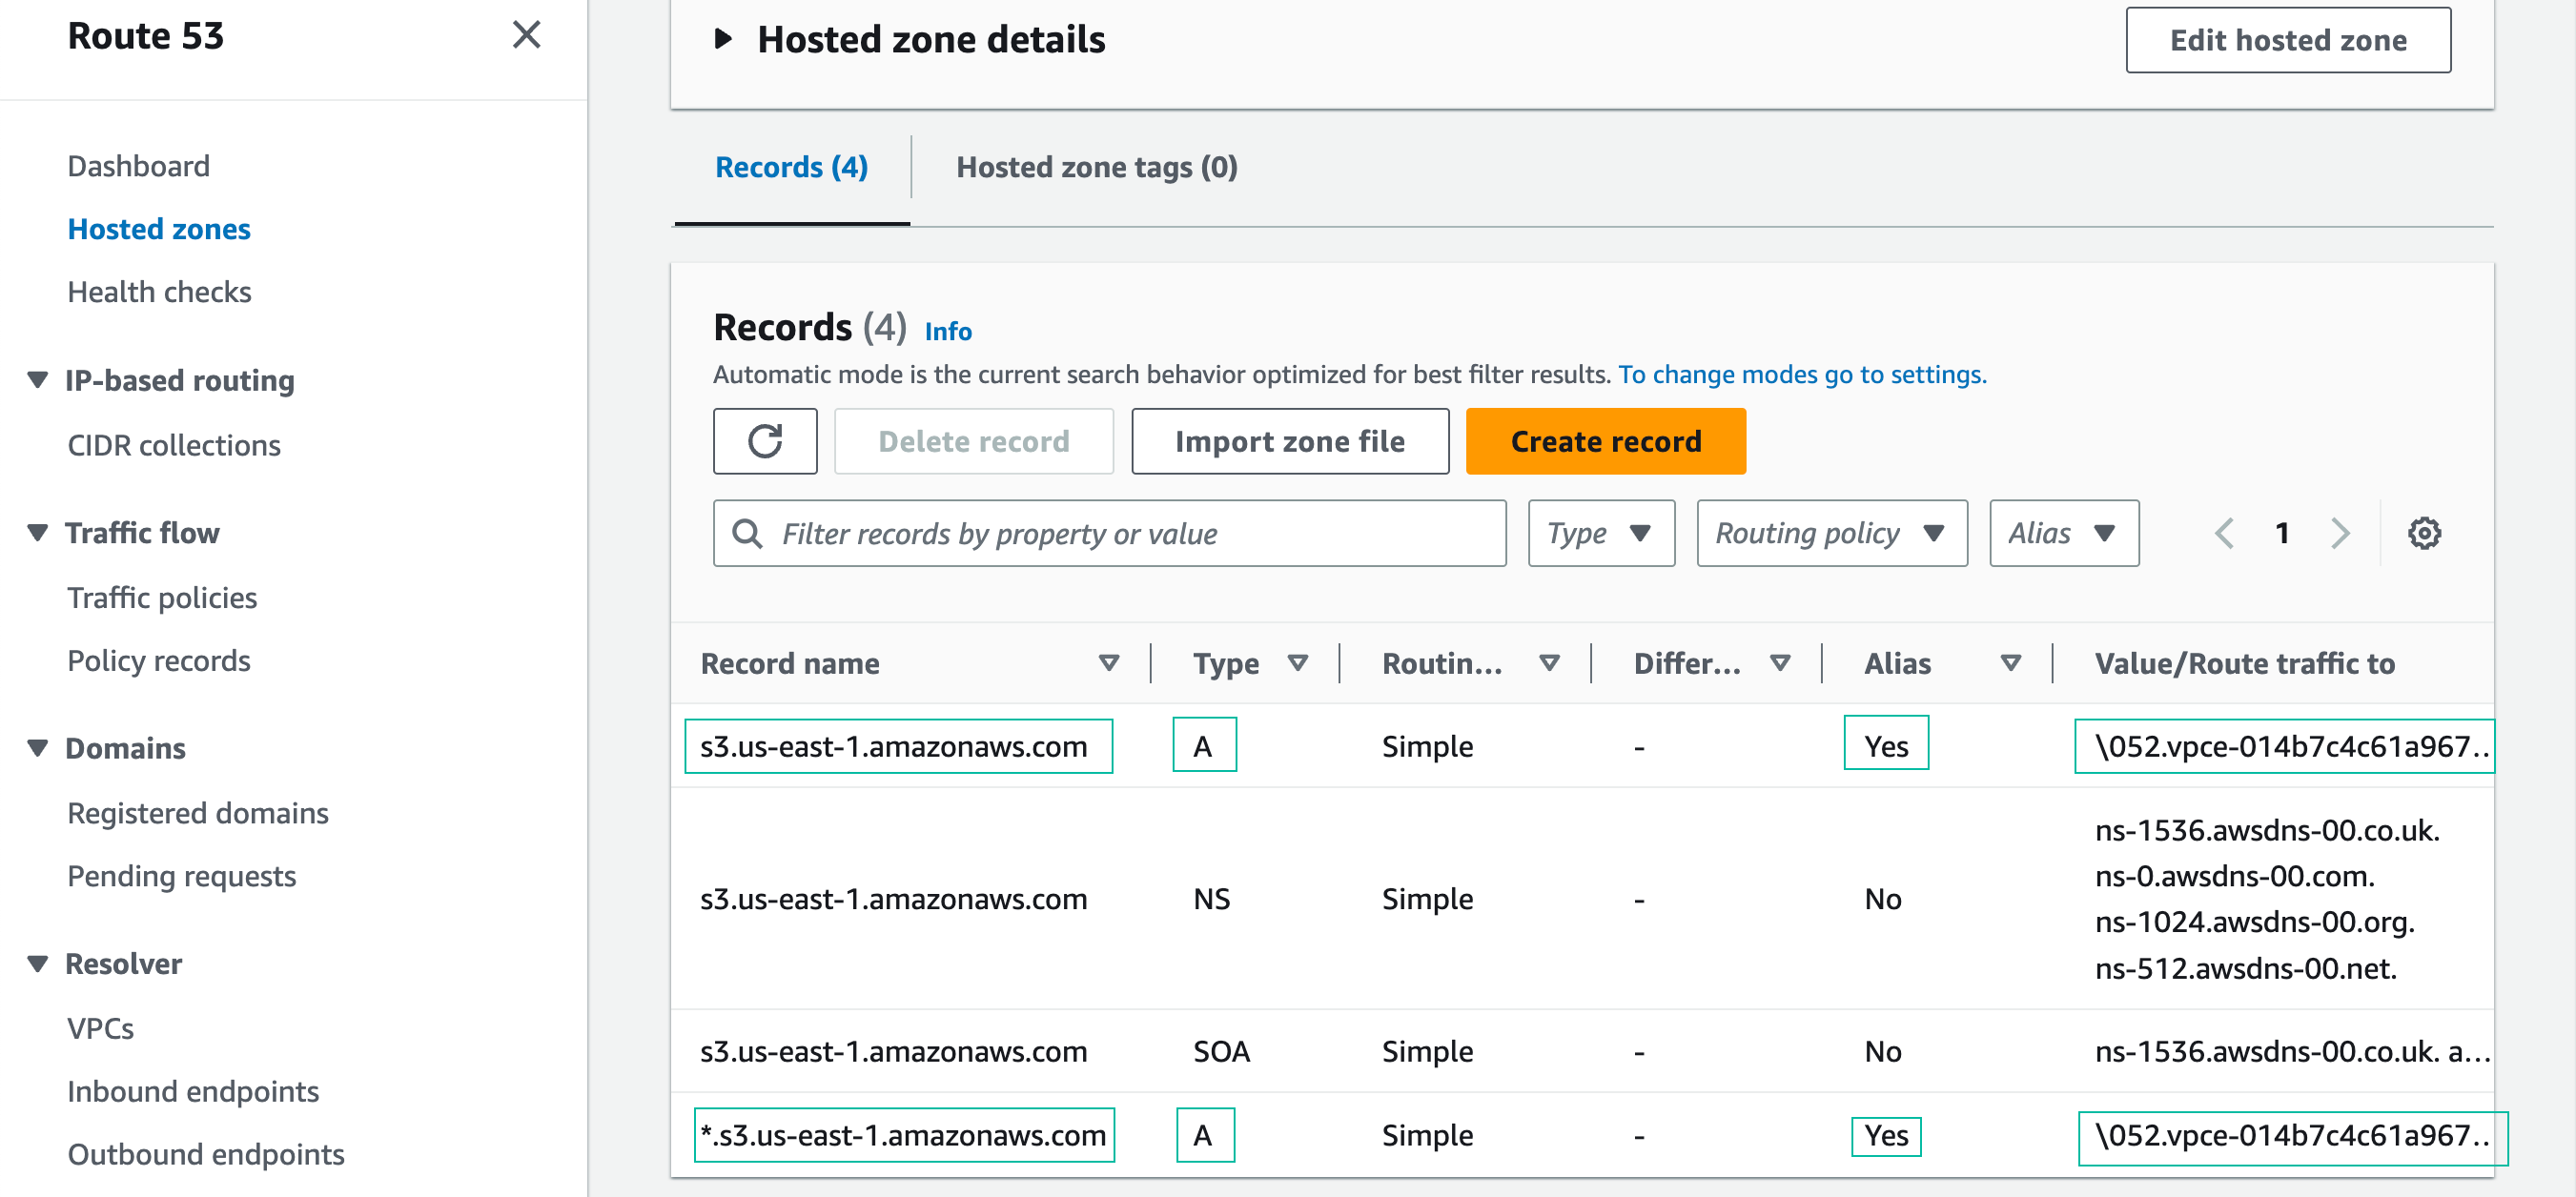 Route 53
Dashboard
Hosted zones
Health checks
IP-based routing
CIDR collections
Traffic flow
Traffic policies
Policy records
Domains
Registered domains
Pending requests
Resolver
VPCs
Inbound endpoints
Outbound endpoints
Hosted zone details
Edit hosted zone
Records (4)
Hosted zone tags (0)
Records (4) Info
Automatic mode is the current search behavior optimized for best filter results. To change modes go to settings.
Delete record
Import zone file
Create record
Filter records by property or value
Type
Routing policy
Alias
1
Record name Type Routin... Differ... Alias Value/Route traffic to
s3.us-east-1.amazonaws.com A Simple - Yes \052.vpce-014b7c4c61a967..
s3.us-east-1.amazonaws.com NS Simple - No
ns-1536.awsdns-00.co.uk.
ns-0.awsdns-00.com.
ns-1024.awsdns-00.org.
ns-512.awsdns-00.net.
s3.us-east-1.amazonaws.com SOA Simple - No ns-1536.awsdns-00.co.uk. a...
*.s3.us-east-1.amazonaws.com A Simple - Yes \052.vpce-014b7c4c61a967..